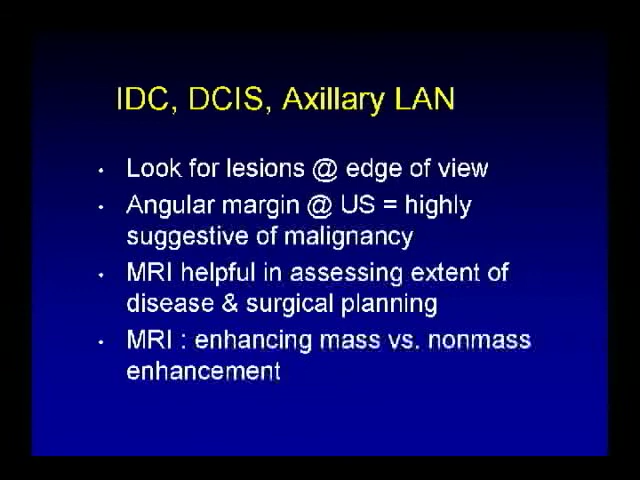 IDC, DCIS, Axillary LAN
• Look for lesions @ edge of view
• Angular margin @ US = highly
suggestive of malignancy
• MRI helpful in assessing extent of
disease & surgical planning
• MRI : enhancing mass vs. nonmass
enhancement